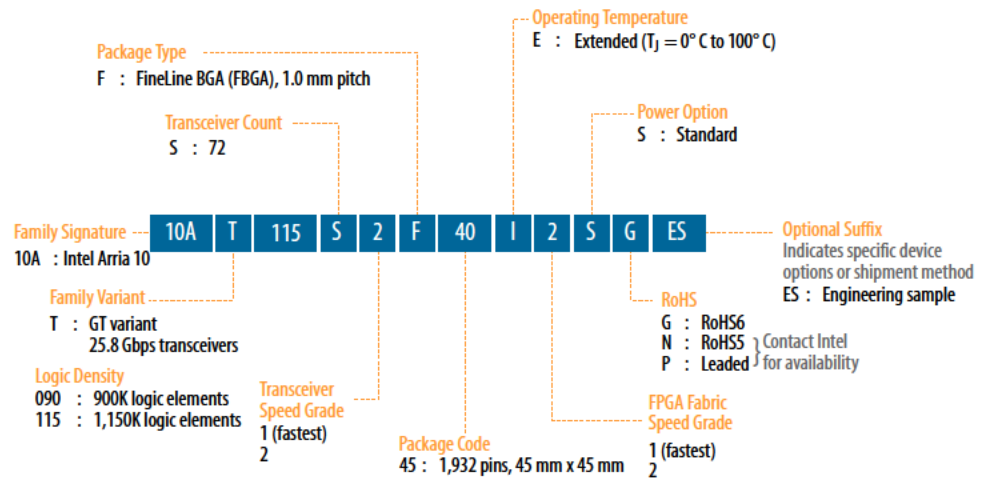 Operating Temperature
E : Extended (TJ = 0° C to 100° C)
Package Type
F : FineLine BGA (FBGA), 1.0 mm pitch
Power Option
S : Standard
Transceiver Count
S : 72
Family Signature
10A : Intel Arria 10
10A T 115 S 2 F 40 I 2 S G ES
Optional Suffix
Indicates specific device
options or shipment method
ES : Engineering sample
Family Variant
T : GT variant
25.8 Gbps transceivers
RoHS
G : RoHS6
N : RoHS5
P : Leaded
Contact Intel
for availability
Logic Density
090 : 900K logic elements
115 : 1,150K logic elements
Transceiver
Speed Grade
1 (fastest)
2
Package Code
45 : 1,932 pins, 45 mm x 45 mm
FPGA Fabric
Speed Grade
1 (fastest)
2